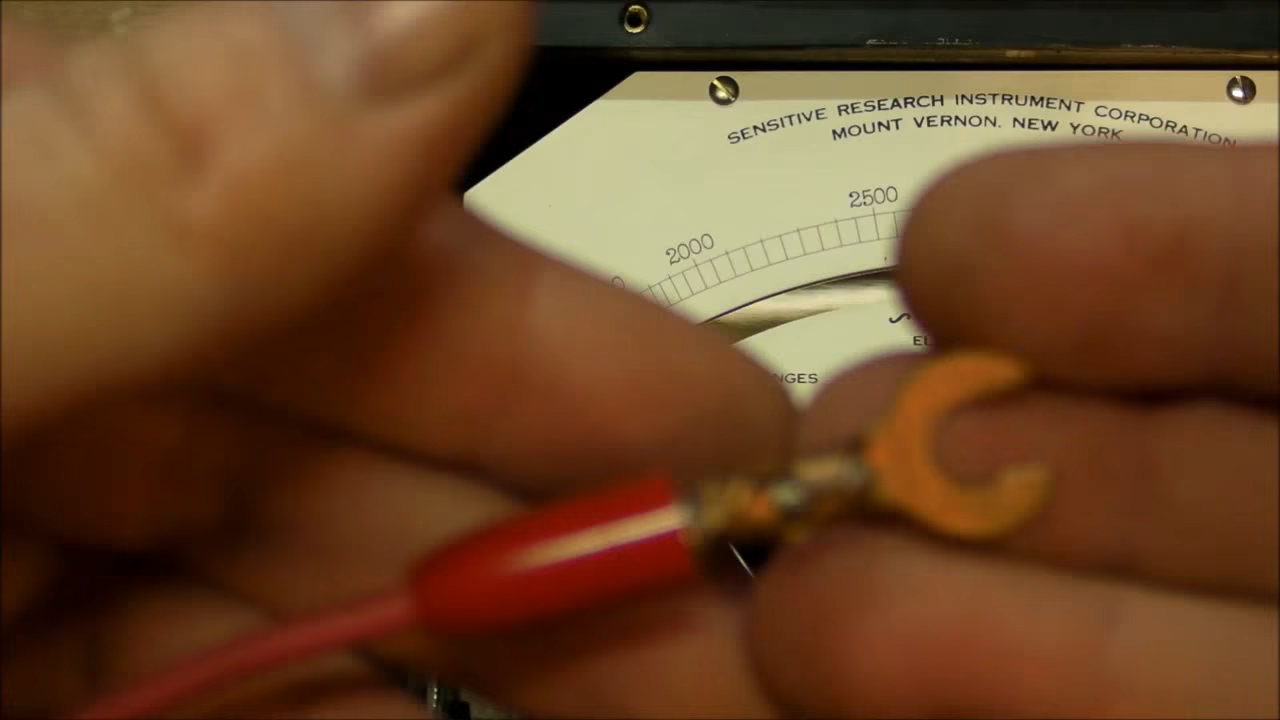 SENSITIVE RESEARCH INSTRUMENT CORPORATION
MOUNT VERNON, NEW YORK
2500
2000